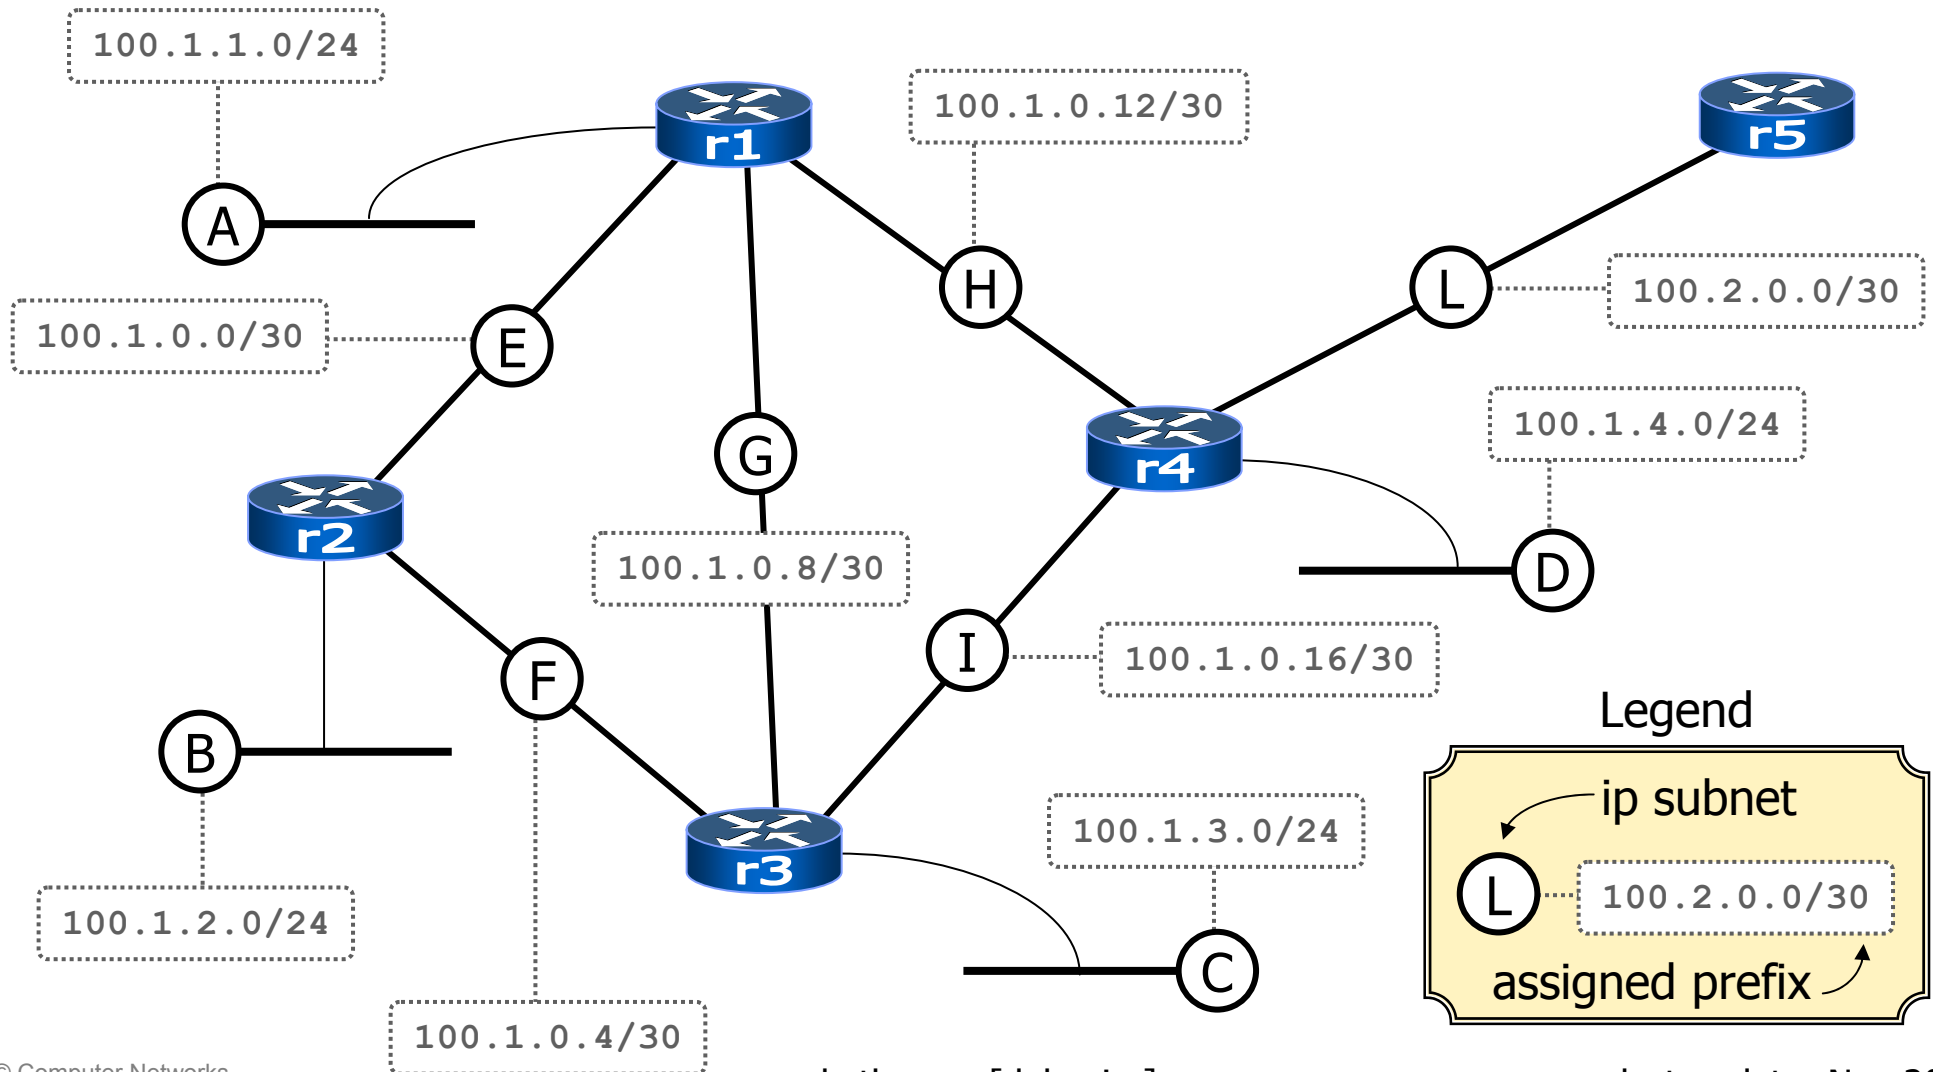 100.1.1.0/24
r1
100.1.0.12/30
r5
A
H
L
100.2.0.0/30
100.1.0.0/30
E
100.1.4.0/24
G
r4
r2
100.1.0.8/30
D
I
100.1.0.16/30
F
B
Legend
ip subnet
100.1.3.0/24
r3
L
100.2.0.0/30
100.1.2.0/24
C
assigned prefix
100.1.0.4/30
© Computer Networks